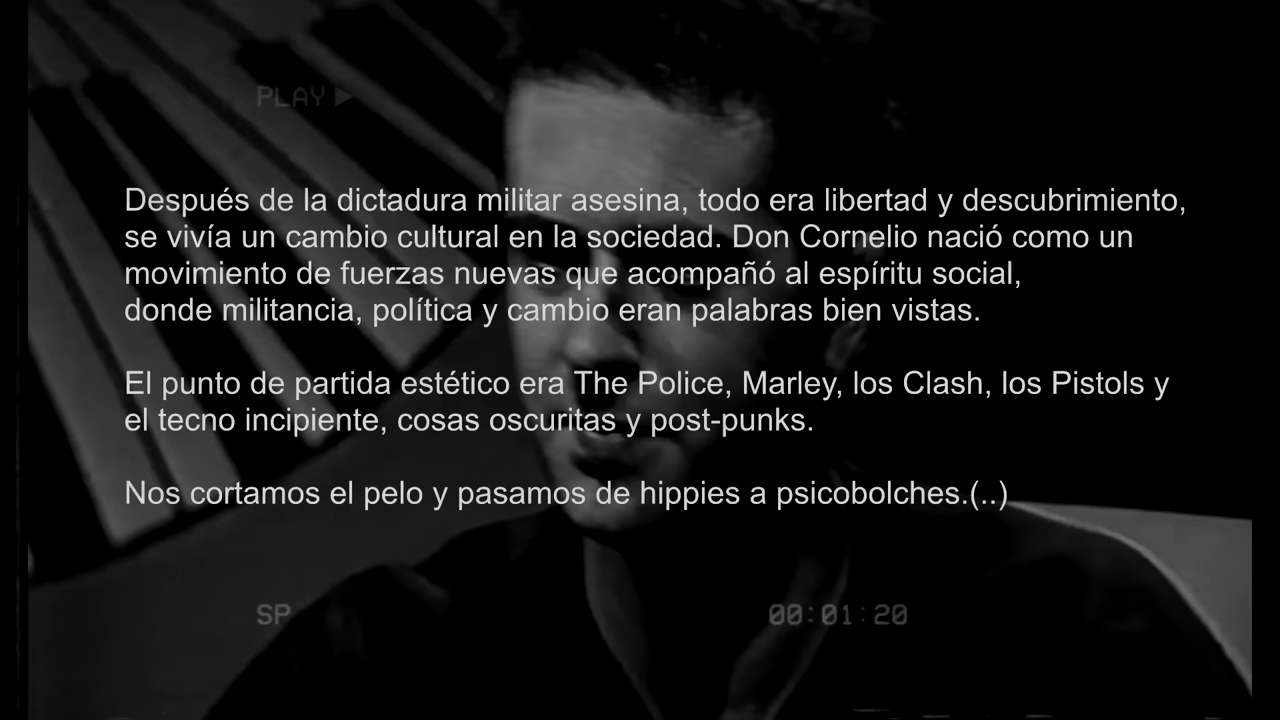 PLAY
Después de la dictadura militar asesina, todo era libertad y descubrimiento,
se vivía un cambio cultural en la sociedad. Don Cornelio nació como un
movimiento de fuerzas nuevas que acompañó al espíritu social,
donde militancia, política y cambio eran palabras bien vistas.
El punto de partida estético era The Police, Marley, los Clash, los Pistols y
el tecno incipiente, cosas oscuritas y post-punks.
Nos cortamos el pelo y pasamos de hippies a psicobolches.(..)
SP 00:01:20